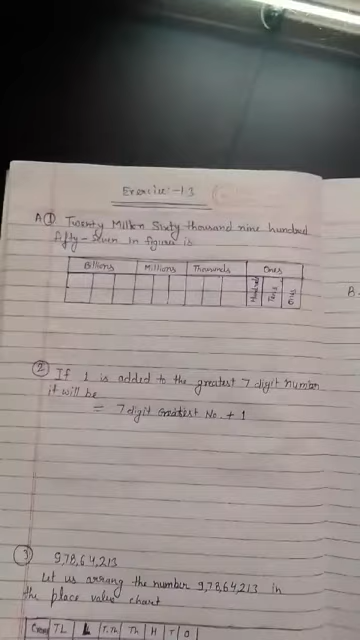 Exercise:-1.3
A ① Twenty Millon Sixty thousand nine hundred
fifty-seven in figure is
Billions Millions Thousands Ones
② If 1 is added to the greatest 7 digit number
it will be
= 7 digit Greatest No. + 1
B.
③ 9,78,64,213
Let us arrang the number 9,78,64,213 in
the place value chart
TL L T.Th Th H T O